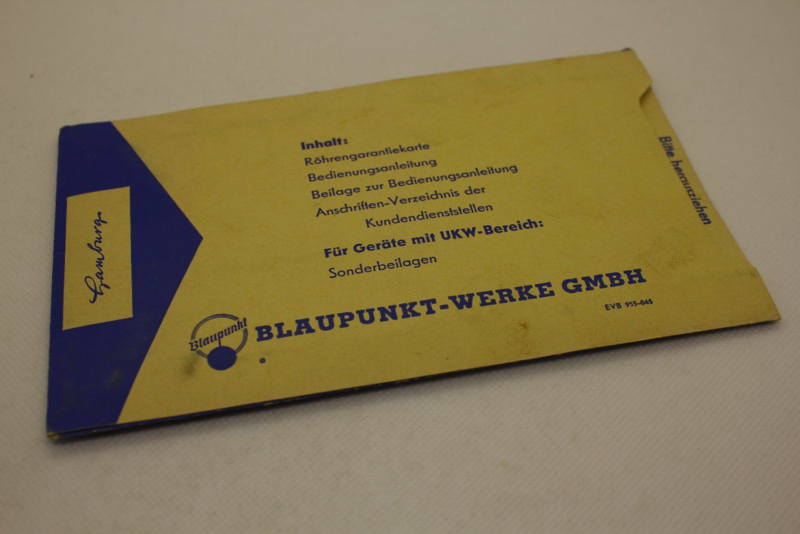 Inhalt:
Röhrengarantiekarte
Bedienungsanleitung
Beilage zur Bedienungsanleitung
Anschriften-Verzeichnis der
Kundendienststellen
Für Geräte mit UKW-Bereich:
Sonderbeilagen
Blaupunkt
BLAUPUNKT-WERKE GMBH
EVB 955-045
Bitte herausziehen
Hamburg